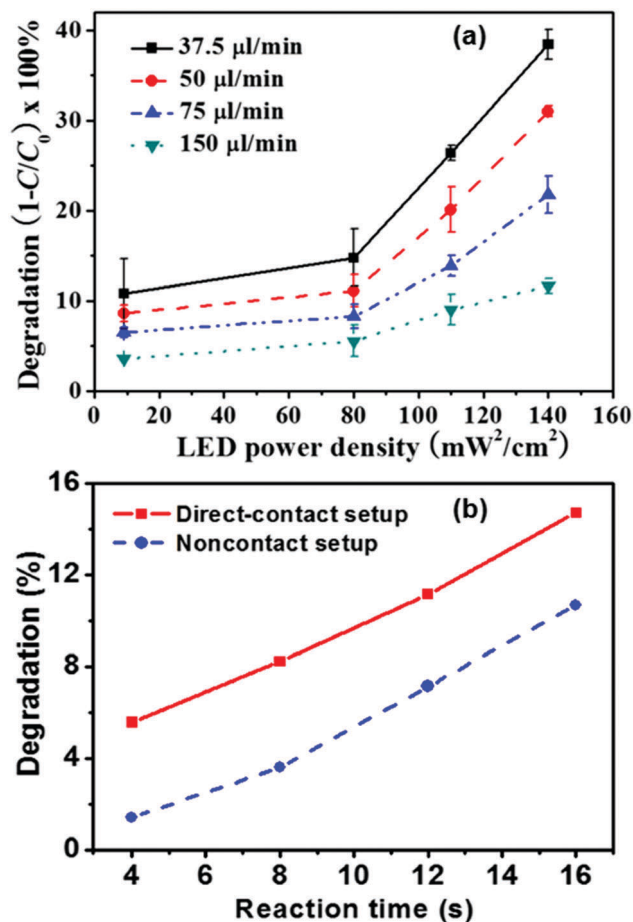 (a)
37.5 μl/min
50 μl/min
75 μl/min
150 μl/min
Degradation (1-C/C₀) x 100%
40
30
20
10
0
0 20 40 60 80 100 120 140 160
LED power density (mW²/cm²)
(b)
Direct-contact setup
Noncontact setup
Degradation (%)
16
12
8
4
0
4 6 8 10 12 14 16
Reaction time (s)